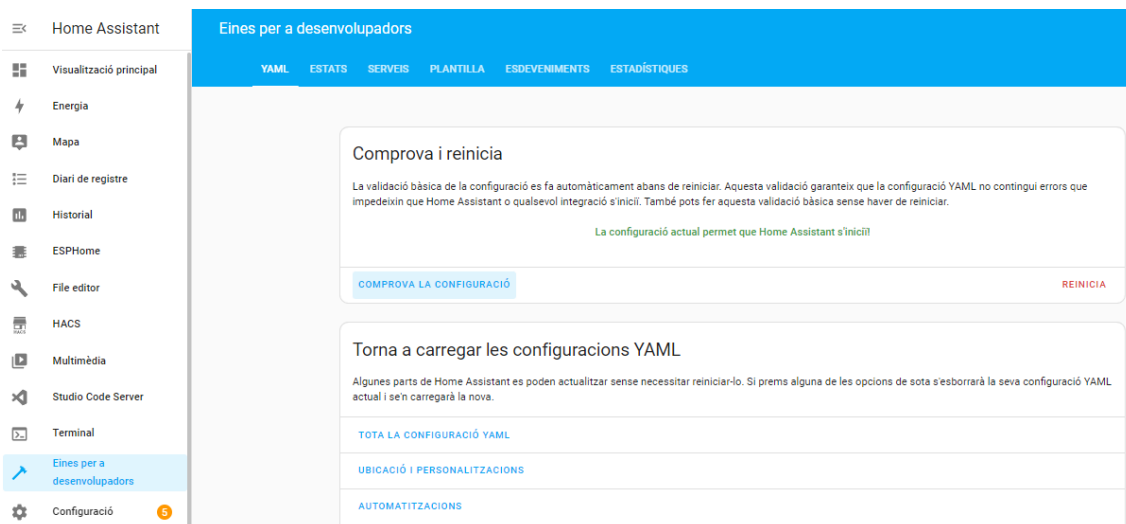 Home Assistant
Eines per a desenvolupadors
YAML ESTATS SERVEIS PLANTILLA ESDEVENIMENTS ESTADÍSTIQUES
Visualització principal
Energia
Mapa
Diari de registre
Historial
ESPHome
File editor
HACS
HACS
Multimèdia
Studio Code Server
Terminal
Eines per a
desenvolupadors
Configuració 5
Comprova i reinicia
La validació bàsica de la configuració es fa automàticament abans de reiniciar. Aquesta validació garanteix que la configuració YAML no contingui errors que
impedeixin que Home Assistant o qualsevol integració s'iniciï. També pots fer aquesta validació bàsica sense haver de reiniciar.
La configuració actual permet que Home Assistant s'iniciï!
COMPROVA LA CONFIGURACIÓ REINICIA
Torna a carregar les configuracions YAML
Algunes parts de Home Assistant es poden actualitzar sense necessitar reiniciar-lo. Si prems alguna de les opcions de sota s'esborrarà la seva configuració YAML
actual i se'n carregarà la nova.
TOTA LA CONFIGURACIÓ YAML
UBICACIÓ I PERSONALITZACIONS
AUTOMATITZACIONS